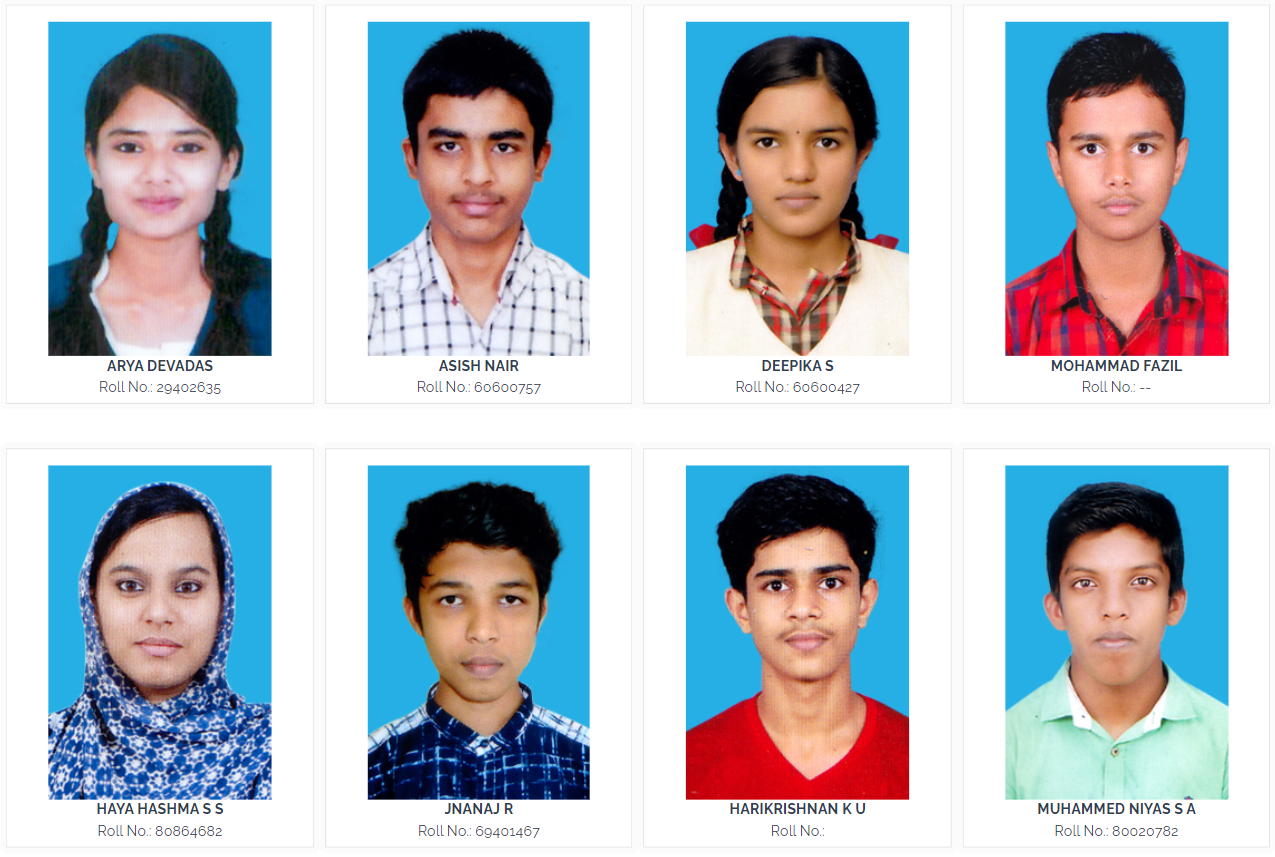 ARYA DEVADAS
Roll No.: 29402635
ASISH NAIR
Roll No.: 60600757
DEEPIKA S
Roll No.: 60600427
MOHAMMAD FAZIL
Roll No.: --
HAYA HASHMA S S
Roll No.: 80864682
JNANAJ R
Roll No.: 69401467
HARIKRISHNAN K U
Roll No.:
MUHAMMED NIYAS S A
Roll No.: 80020782